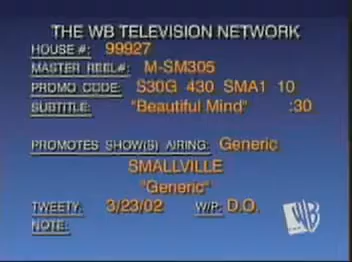 THE WB TELEVISION NETWORK
HOUSE #: 99927
MASTER REEL#: M-SM305
PROMO CODE: S30G 430 SMA1 10
SUBTITLE: "Beautiful Mind" :30
PROMOTES SHOW(S) AIRING: Generic
SMALLVILLE
"Generic"
TWEETY: 3/23/02 W/P: D.O.
NOTE:
WB